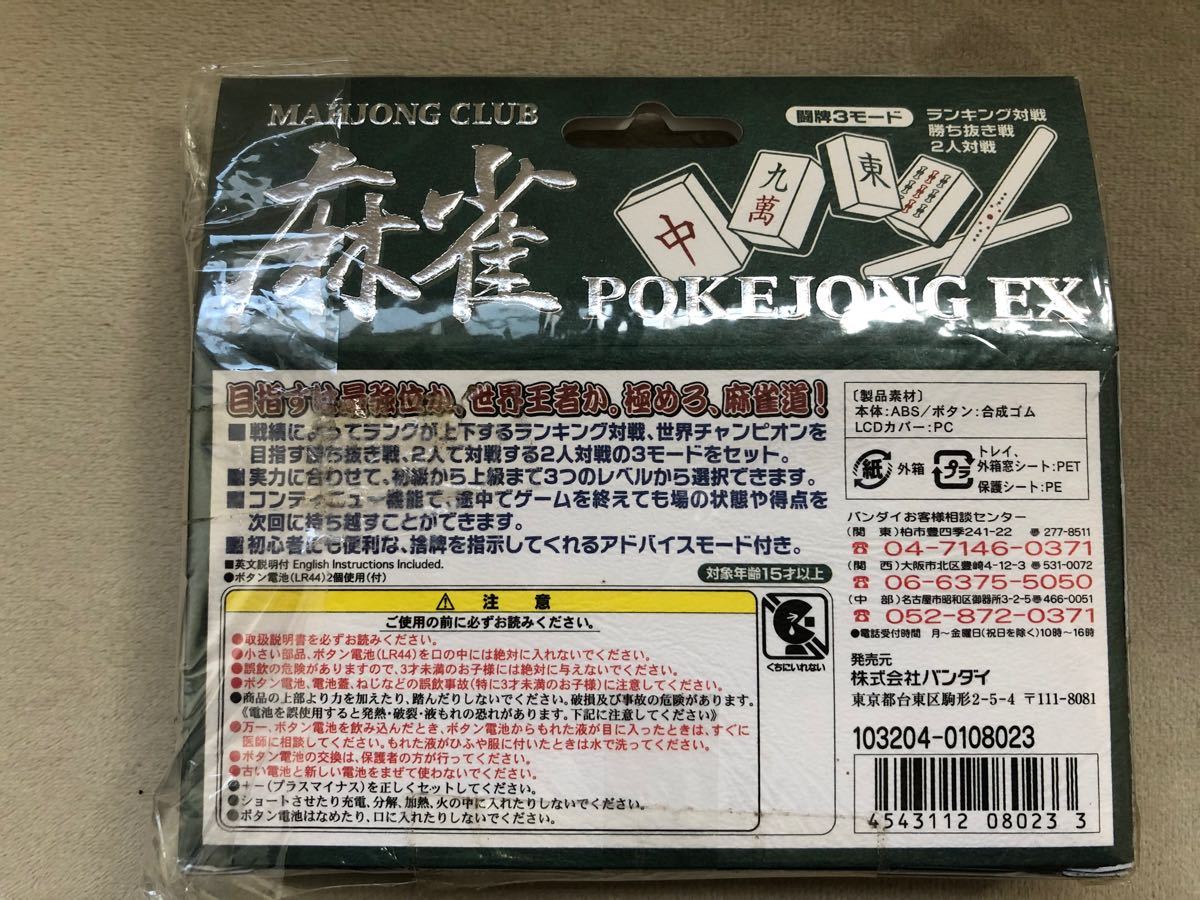 MAHJONG CLUB
麻雀
POKEJONG EX
闘牌3モード
ランキング対戦
勝ち抜き戦
2人対戦
中
九
萬
東
目指すは最強位か、世界王者か。極めろ、麻雀道!
■戦績によってランクが上下するランキング対戦、世界チャンピオンを
目指す勝ち抜き戦、2人で対戦する2人対戦の3モードをセット。
■実力に合わせて、初級から上級まで3つのレベルから選択できます。
■コンティニュー機能で、途中でゲームを終えても場の状態や得点を
次回に持ち越すことができます。
■初心者にも便利な、捨牌を指示してくれるアドバイスモード付き。
■英文説明付 English Instructions Included.
●ボタン電池(LR44)2個使用(付)
対象年齢15才以上
⚠ 注意
ご使用の前に必ずお読みください。
●取扱説明書を必ずお読みください。
●小さい部品、ボタン電池(LR44)を口の中には絶対に入れないでください。
●誤飲の危険がありますので、3才未満のお子様には絶対に与えないでください。
●ボタン電池、電池蓋、ねじなどの誤飲事故(特に3才未満のお子様)に注意してください。
●商品の上部より力を加えたり、踏んだりしないでください。破損及び事故の危険があります。
《電池を誤使用すると発熱・破裂・液もれの恐れがあります。下記に注意してください》
●万一、ボタン電池を飲み込んだとき、ボタン電池からもれた液が目に入ったときは、すぐに
医師に相談してください。もれた液がひふや服に付いたときは水で洗ってください。
●ボタン電池の交換は、保護者の方が行ってください。
●古い電池と新しい電池をまぜて使わないでください。
●+-(プラスマイナス)を正しくセットしてください。
●ショートさせたり充電、分解、加熱、火の中に入れたりしないでください。
●ボタン電池はなめたり、口に入れたりしないでください。
くちにいれない
〔製品素材〕
本体:ABS/ボタン:合成ゴム
LCDカバー:PC
紙 外箱
プラ トレイ、
外箱窓シート:PET
保護シート:PE
バンダイお客様相談センター
(関 東)柏市豊四季241-22 〠277-8511
☎ 04-7146-0371
(関 西)大阪市北区豊崎4-12-3 〠531-0072
☎ 06-6375-5050
(中 部)名古屋市昭和区御器所3-2-5〠466-0051
☎ 052-872-0371
●電話受付時間 月～金曜日(祝日を除く)10時～16時
発売元
株式会社バンダイ
東京都台東区駒形2-5-4 〒111-8081
103204-0108023
4543112 08023 3